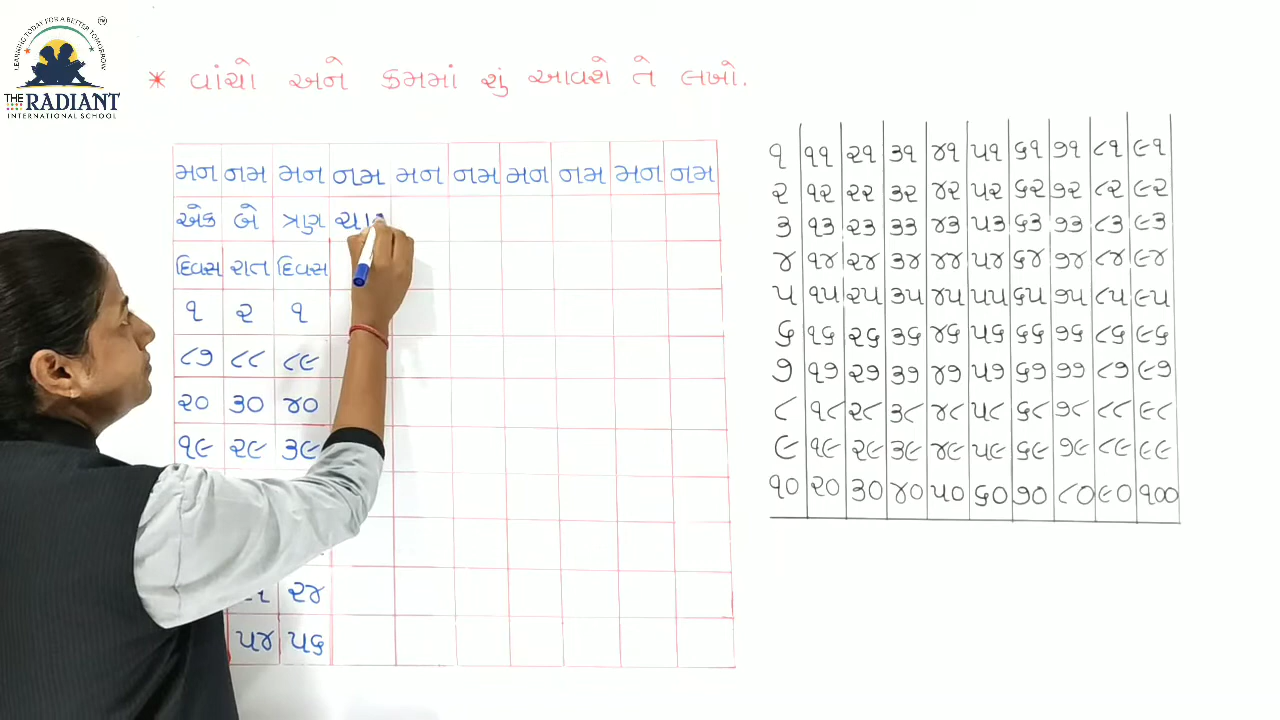 LEARNING TODAY FOR A BETTER TOMORROW
TM
THE RADIANT
INTERNATIONAL SCHOOL
* વાંચો અને ક્રમમાં શું આવશે તે લખો.
મન નમ મન નમ મન નમ મન નમ મન નમ
એક બે ત્રણ
દિવસ રાત દિવસ
૧ ૨ ૧
૮૭ ૮૮ ૮૯
૨૦ ૩૦ ૪૦
૧૯ ૨૯ ૩૯
૨૪
૫૪ ૫૬
૧ ૧૧ ૨૧ ૩૧ ૪૧ ૫૧ ૬૧ ૭૧ ૮૧ ૯૧
૨ ૧૨ ૨૨ ૩૨ ૪૨ ૫૨ ૬૨ ૭૨ ૮૨ ૯૨
૩ ૧૩ ૨૩ ૩૩ ૪૩ ૫૩ ૬૩ ૭૩ ૮૩ ૯૩
૪ ૧૪ ૨૪ ૩૪ ૪૪ ૫૪ ૬૪ ૭૪ ૮૪ ૯૪
૫ ૧૫ ૨૫ ૩૫ ૪૫ ૫૫ ૬૫ ૭૫ ૮૫ ૯૫
૬ ૧૬ ૨૬ ૩૬ ૪૬ ૫૬ ૬૬ ૭૬ ૮૬ ૯૬
૭ ૧૭ ૨૭ ૩૭ ૪૭ ૫૭ ૬૭ ૭૭ ૮૭ ૯૭
૮ ૧૮ ૨૮ ૩૮ ૪૮ ૫૮ ૬૮ ૭૮ ૮૮ ૯૮
૯ ૧૯ ૨૯ ૩૯ ૪૯ ૫૯ ૬૯ ૭૯ ૮૯ ૯૯
૧૦ ૨૦ ૩૦ ૪૦ ૫૦ ૬૦ ૭૦ ૮૦ ૯૦ ૧૦૦